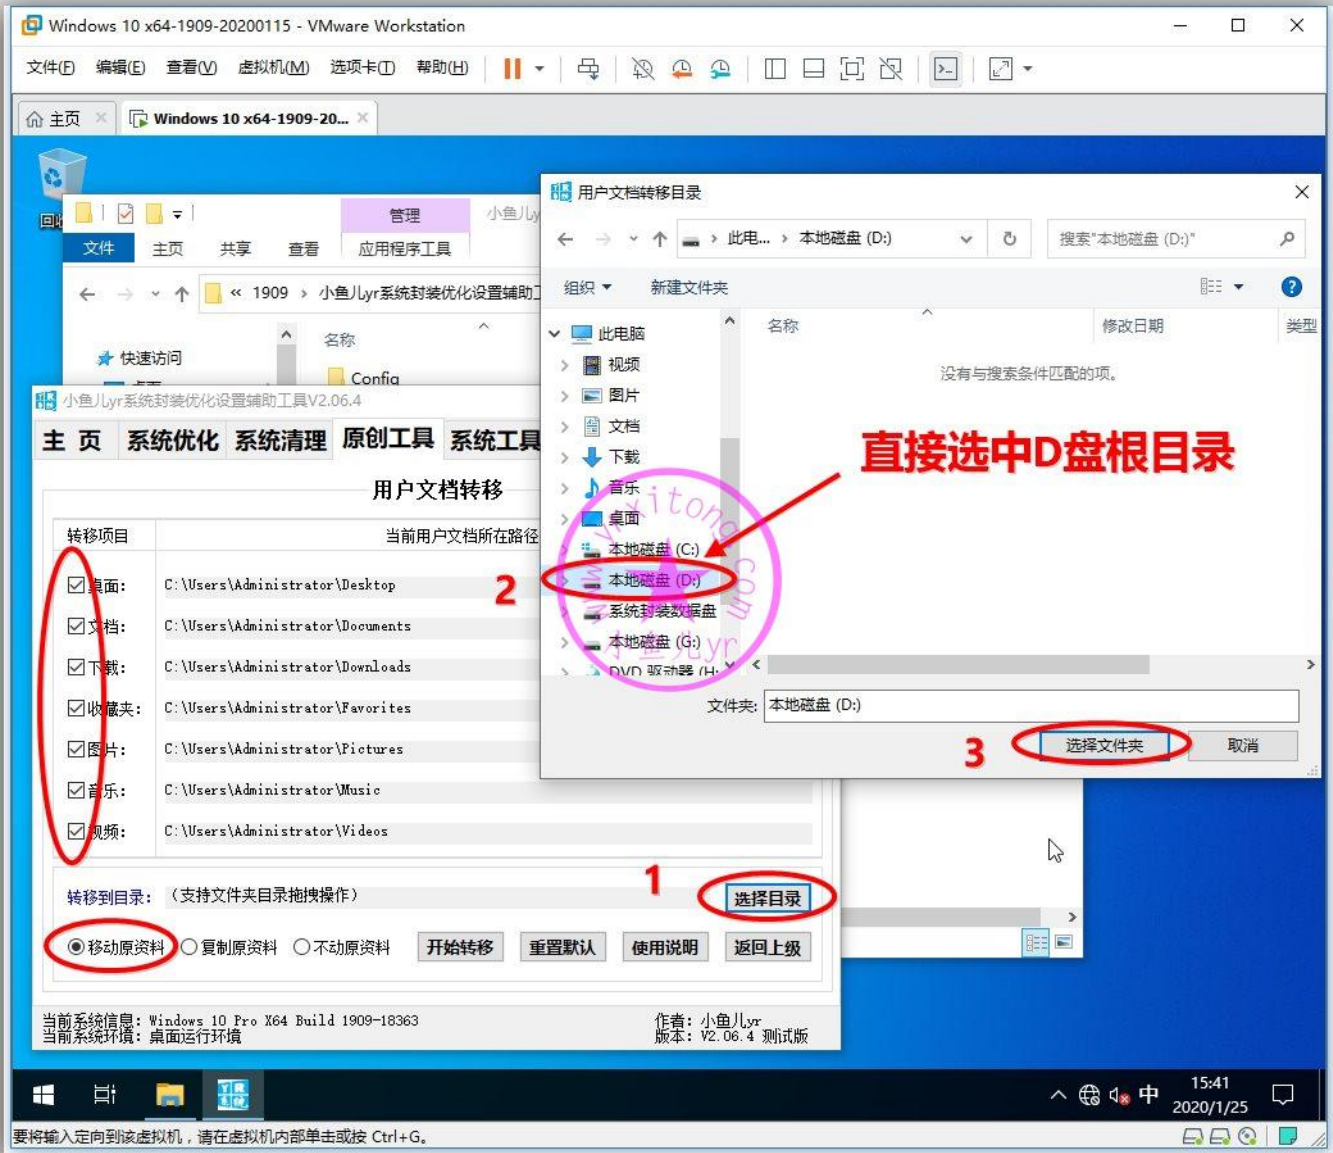 Windows 10 x64-1909-20200115 - VMware Workstation
文件(F) 编辑(E) 查看(V) 虚拟机(M) 选项卡(T) 帮助(H)
主页 Windows 10 x64-1909-20...
管理 小鱼儿y
文件 主页 共享 查看 应用程序工具
« 1909 › 小鱼儿yr系统封装优化设置辅助工
名称
快速访问
Config
用户文档转移目录
此电... › 本地磁盘 (D:) 搜索"本地磁盘 (D:)"
组织 新建文件夹
名称 修改日期 类型
没有与搜索条件匹配的项。
此电脑
视频
图片
文档
下载
音乐
桌面
本地磁盘 (C:)
本地磁盘 (D:)
系统封装数据盘
本地磁盘 (G:)
DVD 驱动器 (H:
直接选中D盘根目录
2
文件夹: 本地磁盘 (D:)
3 选择文件夹 取消
小鱼儿yr系统封装优化设置辅助工具V2.06.4
主 页 系统优化 系统清理 原创工具 系统工具
用户文档转移
转移项目 当前用户文档所在路径
桌面: C:\Users\Administrator\Desktop
文档: C:\Users\Administrator\Documents
下载: C:\Users\Administrator\Downloads
收藏夹: C:\Users\Administrator\Favorites
图片: C:\Users\Administrator\Pictures
音乐: C:\Users\Administrator\Music
视频: C:\Users\Administrator\Videos
1
转移到目录: (支持文件夹目录拖拽操作) 选择目录
移动原资料 复制原资料 不动原资料 开始转移 重置默认 使用说明 返回上级
当前系统信息: Windows 10 Pro X64 Build 1909-18363 作者: 小鱼儿yr
当前系统环境: 桌面运行环境 版本: V2.06.4 测试版
www.yrxitong.com
小鱼儿yr
中 15:41
2020/1/25
要将输入定向到该虚拟机，请在虚拟机内部单击或按 Ctrl+G。